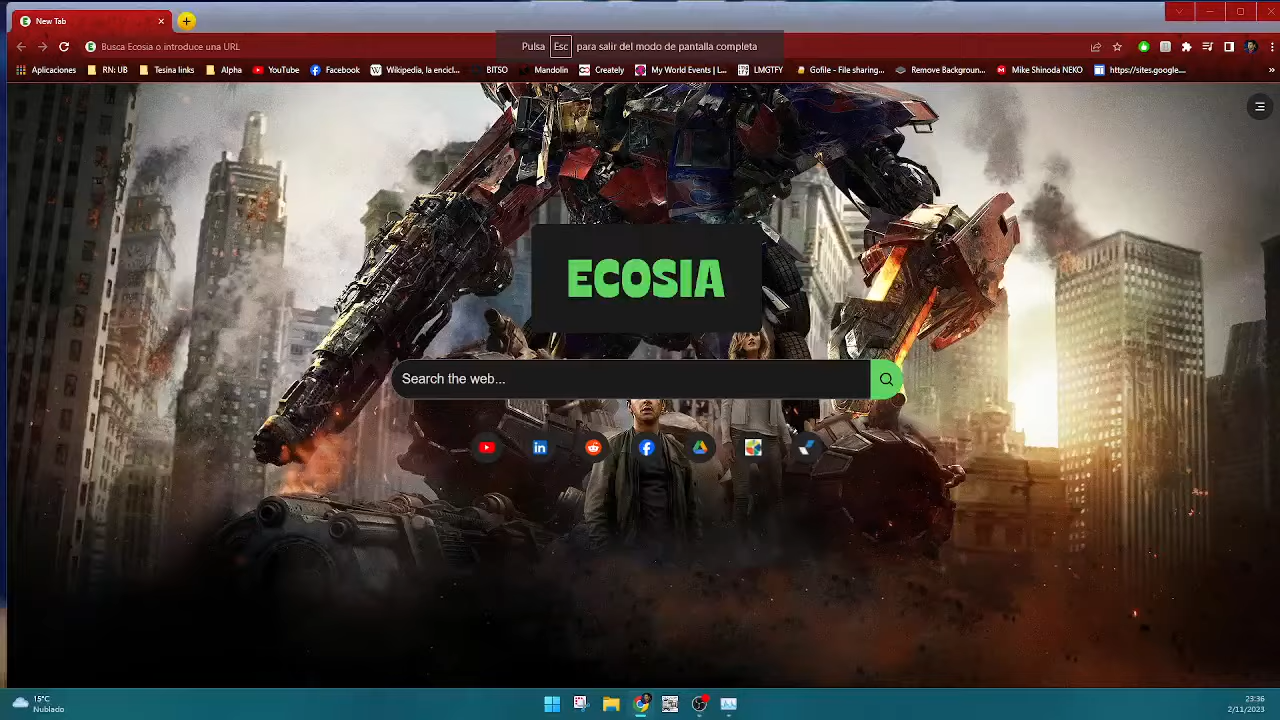 New Tab
Busca Ecosia o introduce una URL
Pulsa Esc para salir del modo de pantalla completa
Aplicaciones RN: UB Tesina links Alpha YouTube Facebook Wikipedia, la encicl... BITSO Mandolin Creately My World Events | L... LMGTFY Gofile - File sharing... Remove Backgroun... Mike Shinoda NEKO https://sites.google.... »
ECOSIA
Search the web...
15°C
Nublado
23:36
2/11/2023